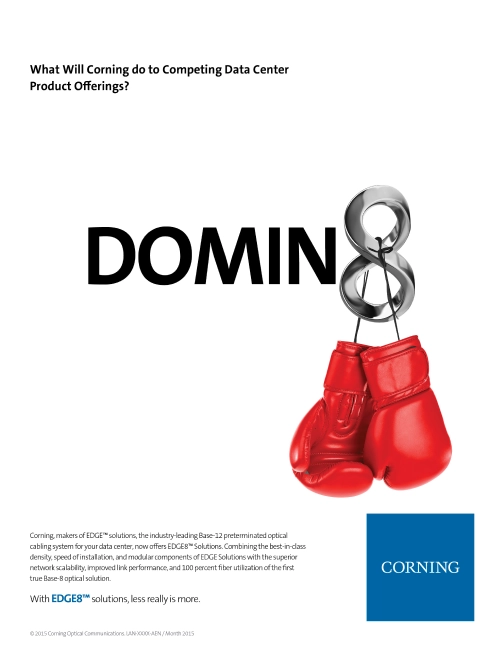 What Will Corning do to Competing Data Center
Product Offerings?
DOMIN8
Corning, makers of EDGE™ solutions, the industry-leading Base-12 preterminated optical
cabling system for your data center, now offers EDGE8™ Solutions. Combining the best-in-class
density, speed of installation, and modular components of EDGE Solutions with the superior
network scalability, improved link performance, and 100 percent fiber utilization of the first
true Base-8 optical solution.
CORNING
With EDGE8™ solutions, less really is more.
© 2015 Corning Optical Communications. LAN-XXXX-AEN / Month 2015